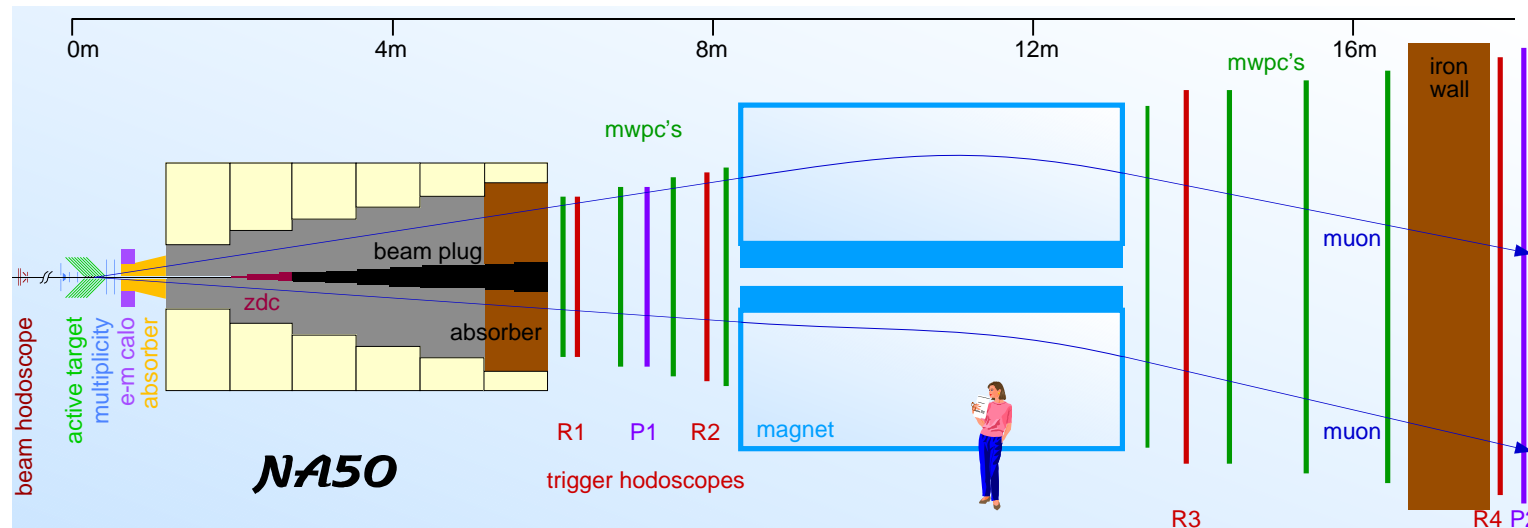 0m
4m
8m
12m
16m
mwpc's
iron
wall
mwpc's
beam plug
muon
zdc
absorber
beam hodoscope
active target
multiplicity
e-m calo
absorber
R1
P1
R2
magnet
muon
NA50
trigger hodoscopes
R3
R4